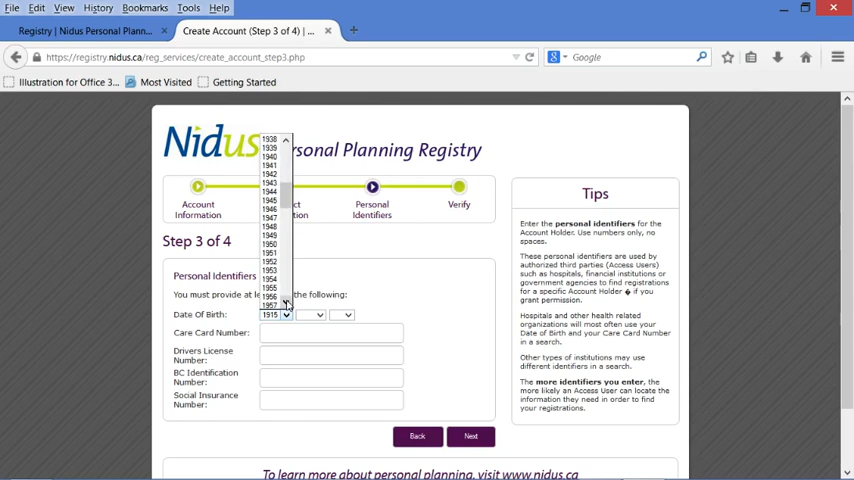 File Edit View History Bookmarks Tools Help
Registry | Nidus Personal Plann... × Create Account (Step 3 of 4) | ... ×
https://registry.nidus.ca/reg_services/create_account_step3.php
Google
Illustration for Office 3... Most Visited Getting Started
Nidus
Personal Planning Registry
Account
Information
Personal
Identifiers
Verify
Step 3 of 4
Personal Identifiers
following:
Date Of Birth: 1915
1938
1939
1940
1941
1942
1943
1944
1945
1946
1947
1948
1949
1950
1951
1952
1953
1954
1955
1956
1957
Care Card Number:
Drivers License
Number:
BC Identification
Number:
Social Insurance
Number:
Back Next
Tips
Enter the personal identifiers for the
Account Holder. Use numbers only, no
spaces.
These personal identifiers are used by
authorized third parties (Access Users)
such as hospitals, financial institutions or
government agencies to find registrations
for a specific Account Holder � if you
grant permission.
Hospitals and other health related
organizations will most often use your
Date of Birth and your Care Card Number
in a search.
Other types of institutions may use
different identifiers in a search.
The more identifiers you enter, the
more likely an Access User can locate the
information they need in order to find
your registrations.
To learn more about personal planning, visit www.nidus.ca